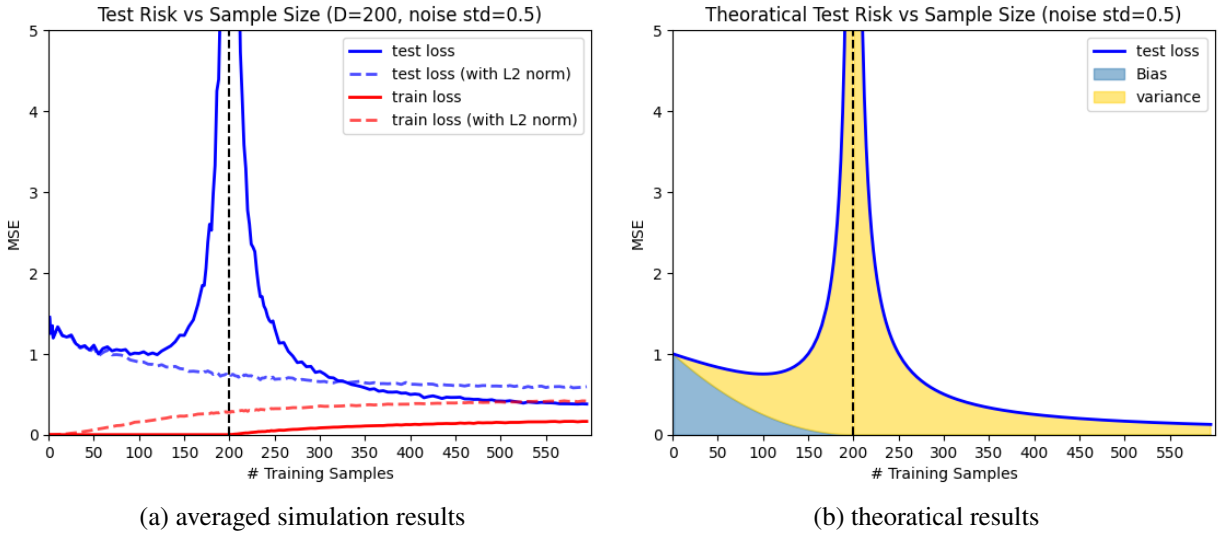 Test Risk vs Sample Size (D=200, noise std=0.5)
5
4
3
2
1
0
MSE
test loss
test loss (with L2 norm)
train loss
train loss (with L2 norm)
0 50 100 150 200 250 300 350 400 450 500 550
# Training Samples
(a) averaged simulation results
Theoratical Test Risk vs Sample Size (noise std=0.5)
5
4
3
2
1
0
MSE
test loss
Bias
variance
0 50 100 150 200 250 300 350 400 450 500 550
# Training Samples
(b) theoratical results